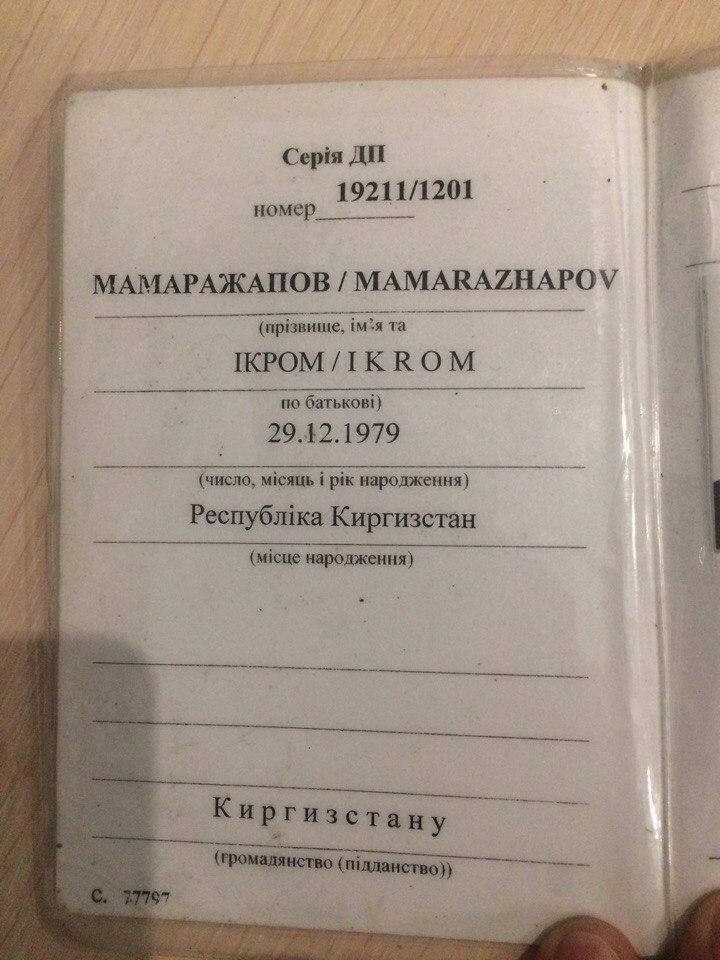 Серія ДП
номер 19211/1201
МАМАРАЖАПОВ / MAMARAZHAPOV
(прізвище, ім’я та
ІКРОМ / I K R O M
по батькові)
29.12.1979
(число, місяць і рік народження)
Республіка Киргизстан
(місце народження)
К и р г и з с т а н у
(громадянство (підданство))
С. 77797